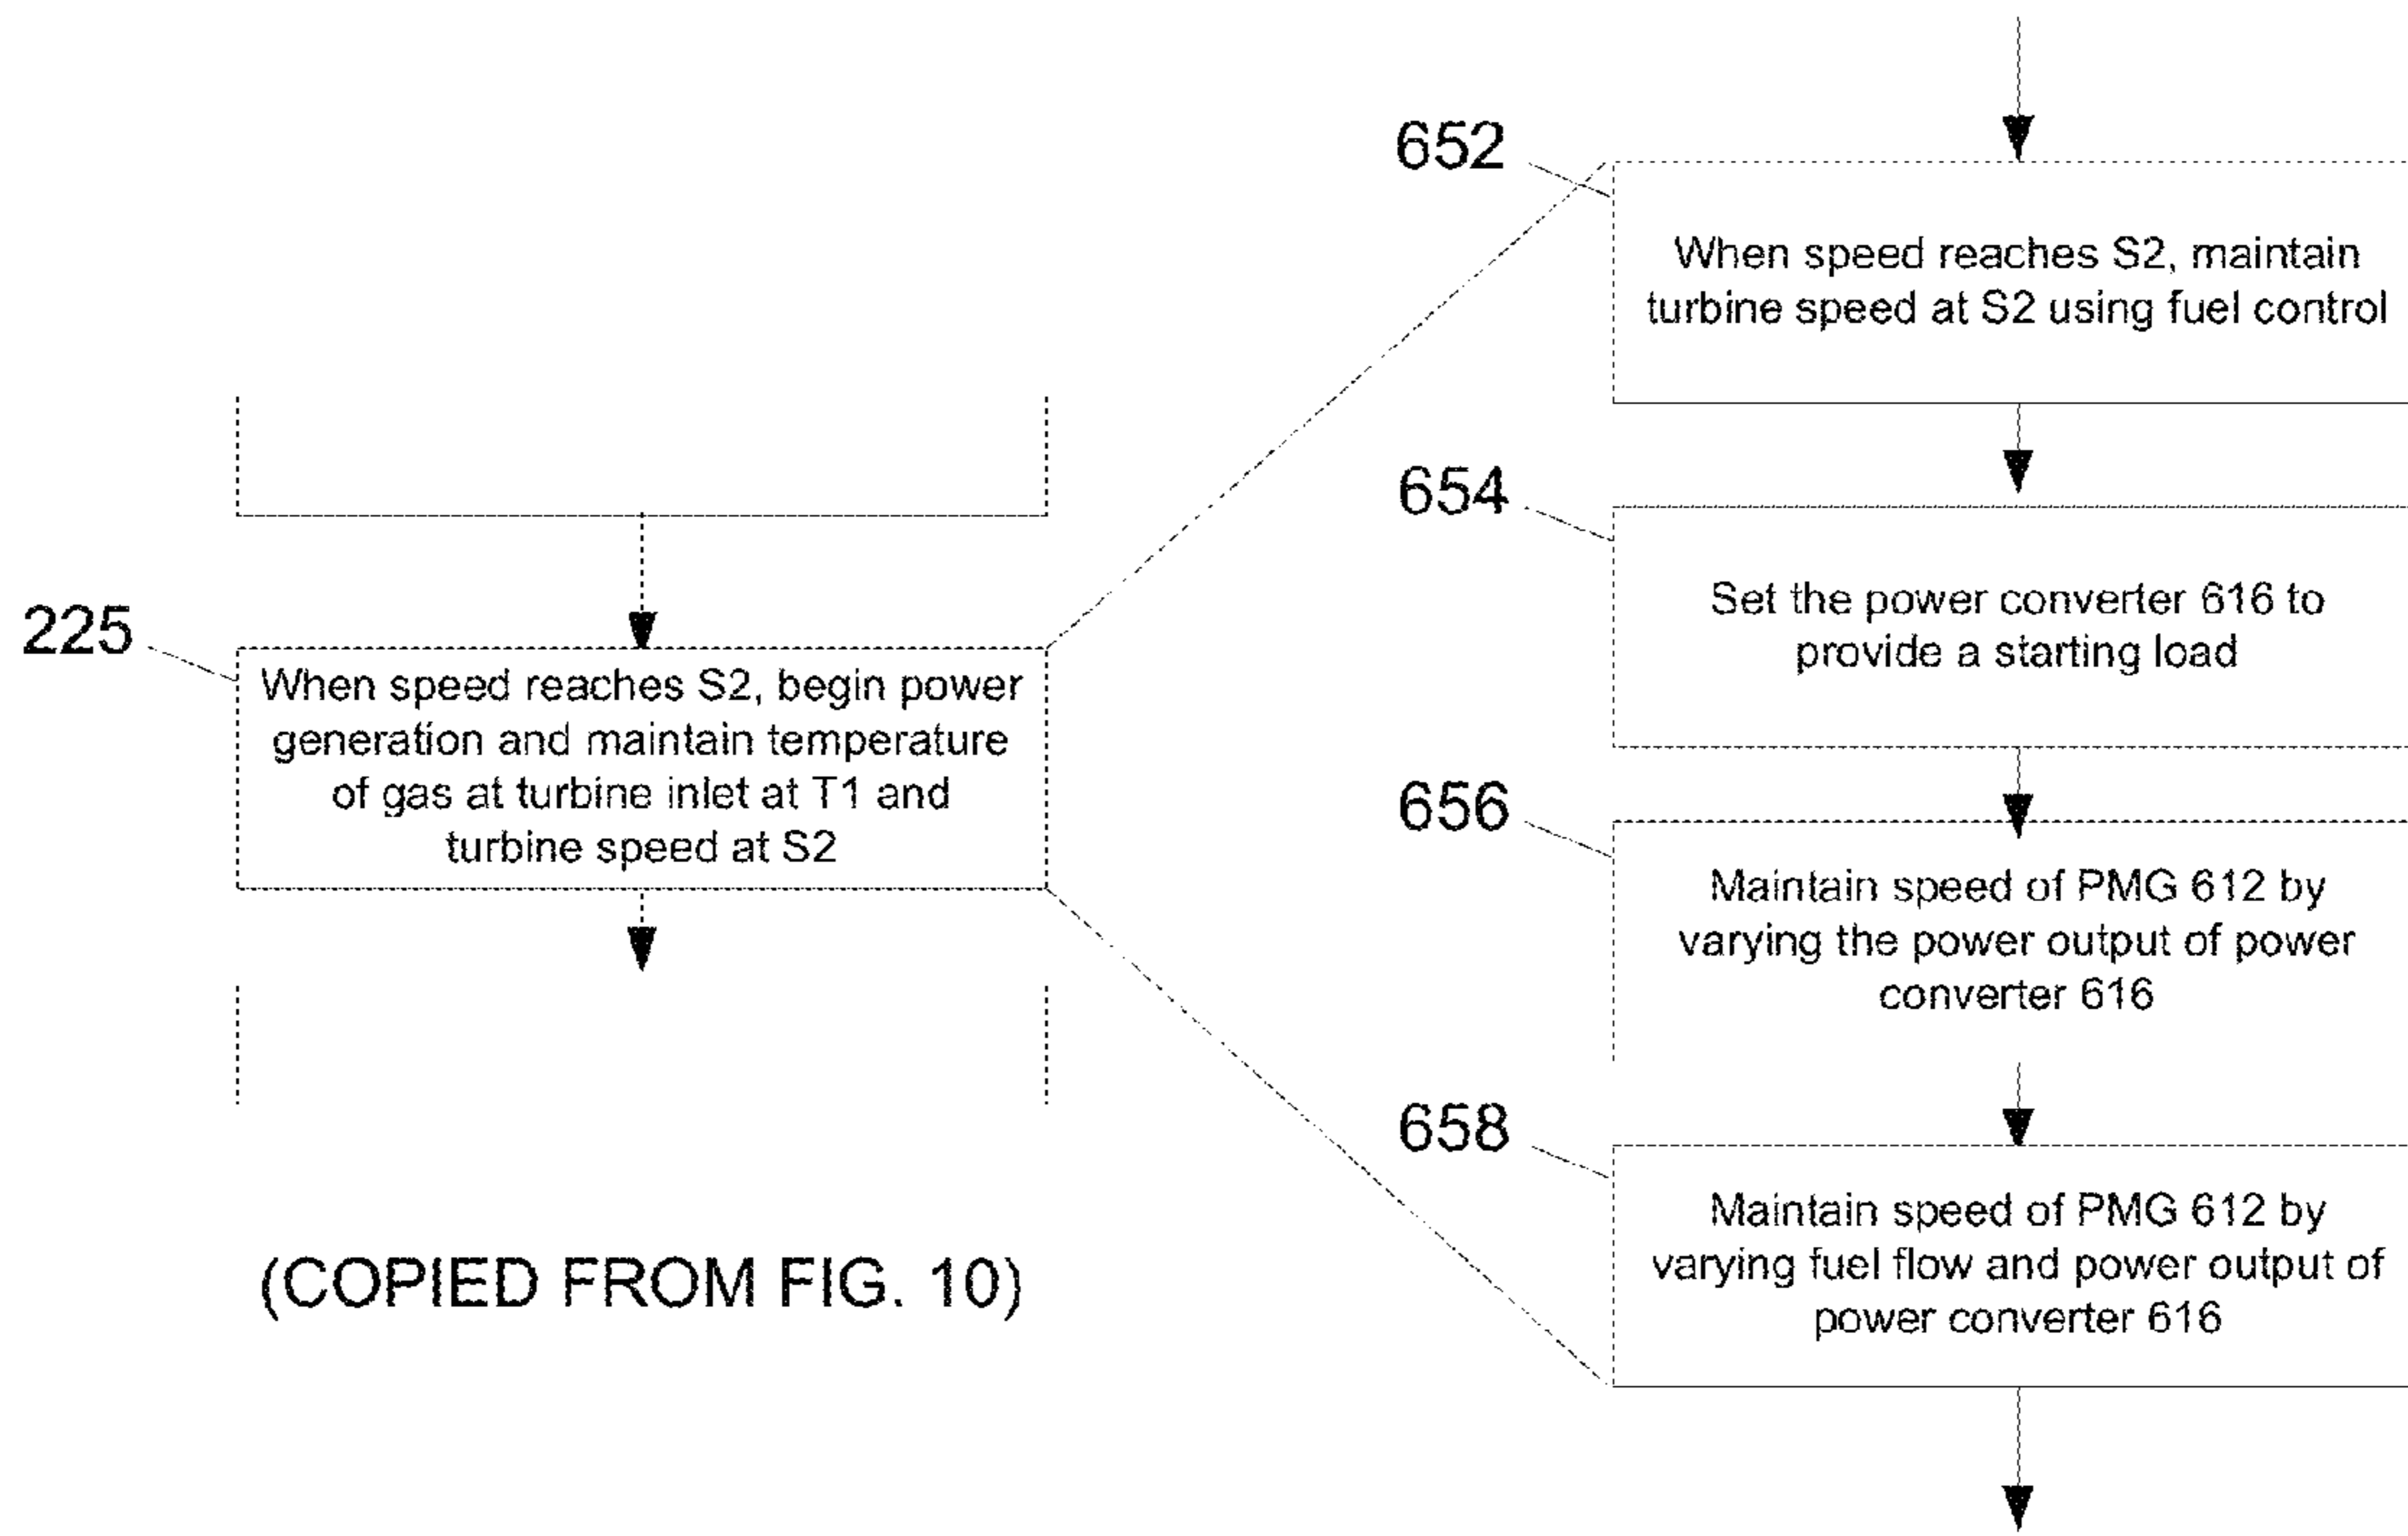 225
When speed reaches S2, begin power
generation and maintain temperature
of gas at turbine inlet at T1 and
turbine speed at S2
(COPIED FROM FIG. 10)
652
When speed reaches S2, maintain
turbine speed at S2 using fuel control
654
Set the power converter 616 to
provide a starting load
656
Maintain speed of PMG 612 by
varying the power output of power
converter 616
658
Maintain speed of PMG 612 by
varying fuel flow and power output of
power converter 616